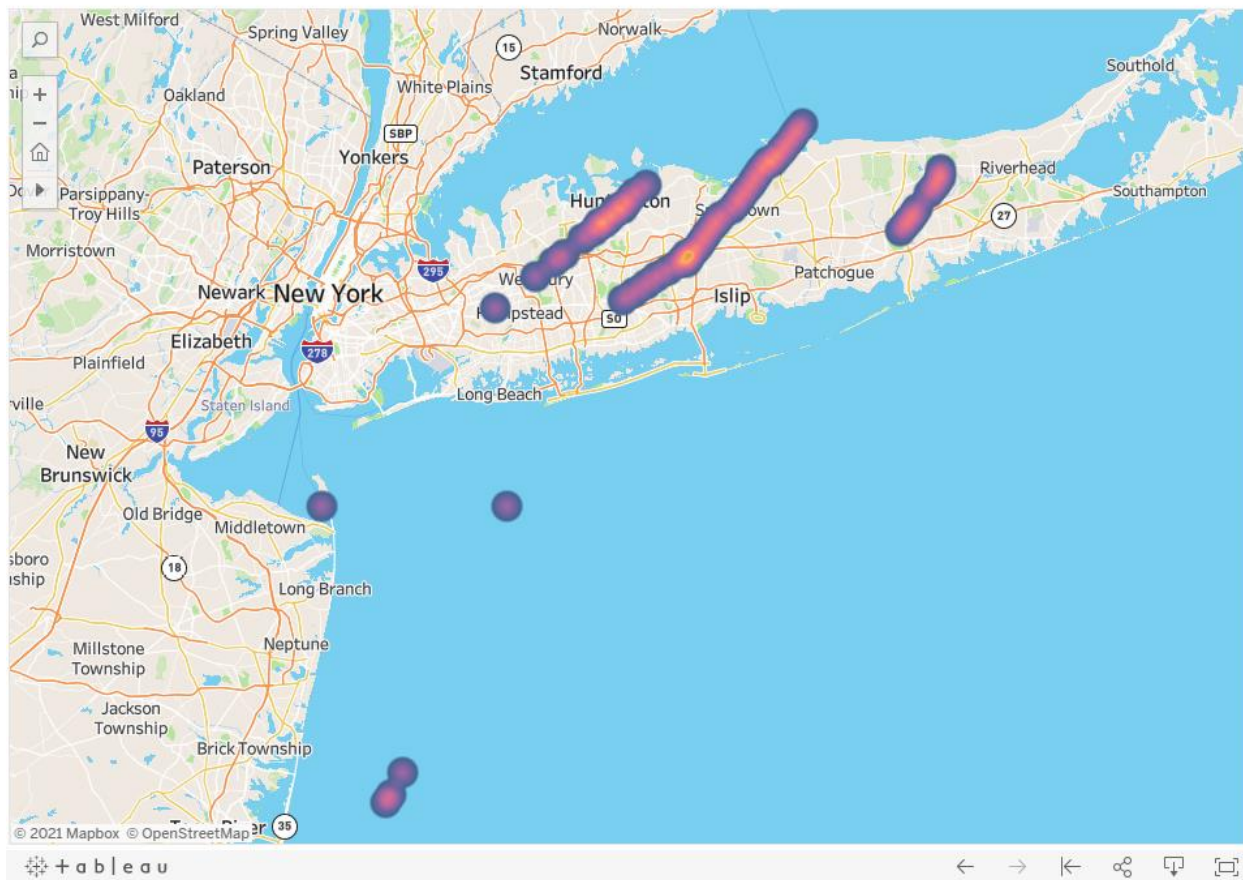 West Milford
Spring Valley
Norwalk
15
Stamford
Southold
White Plains
Oakland
SBP
Yonkers
Paterson
Riverhead
Parsippany-
Troy Hills
Southampton
27
Morristown
295
Patchogue
Newark
New York
Islip
Elizabeth
278
Plainfield
Long Beach
Staten Island
95
New
Brunswick
Old Bridge
Middletown
18
Long Branch
Neptune
Millstone
Township
Jackson
Township
Brick Township
35
© 2021 Mapbox © OpenStreetMap
+ableau